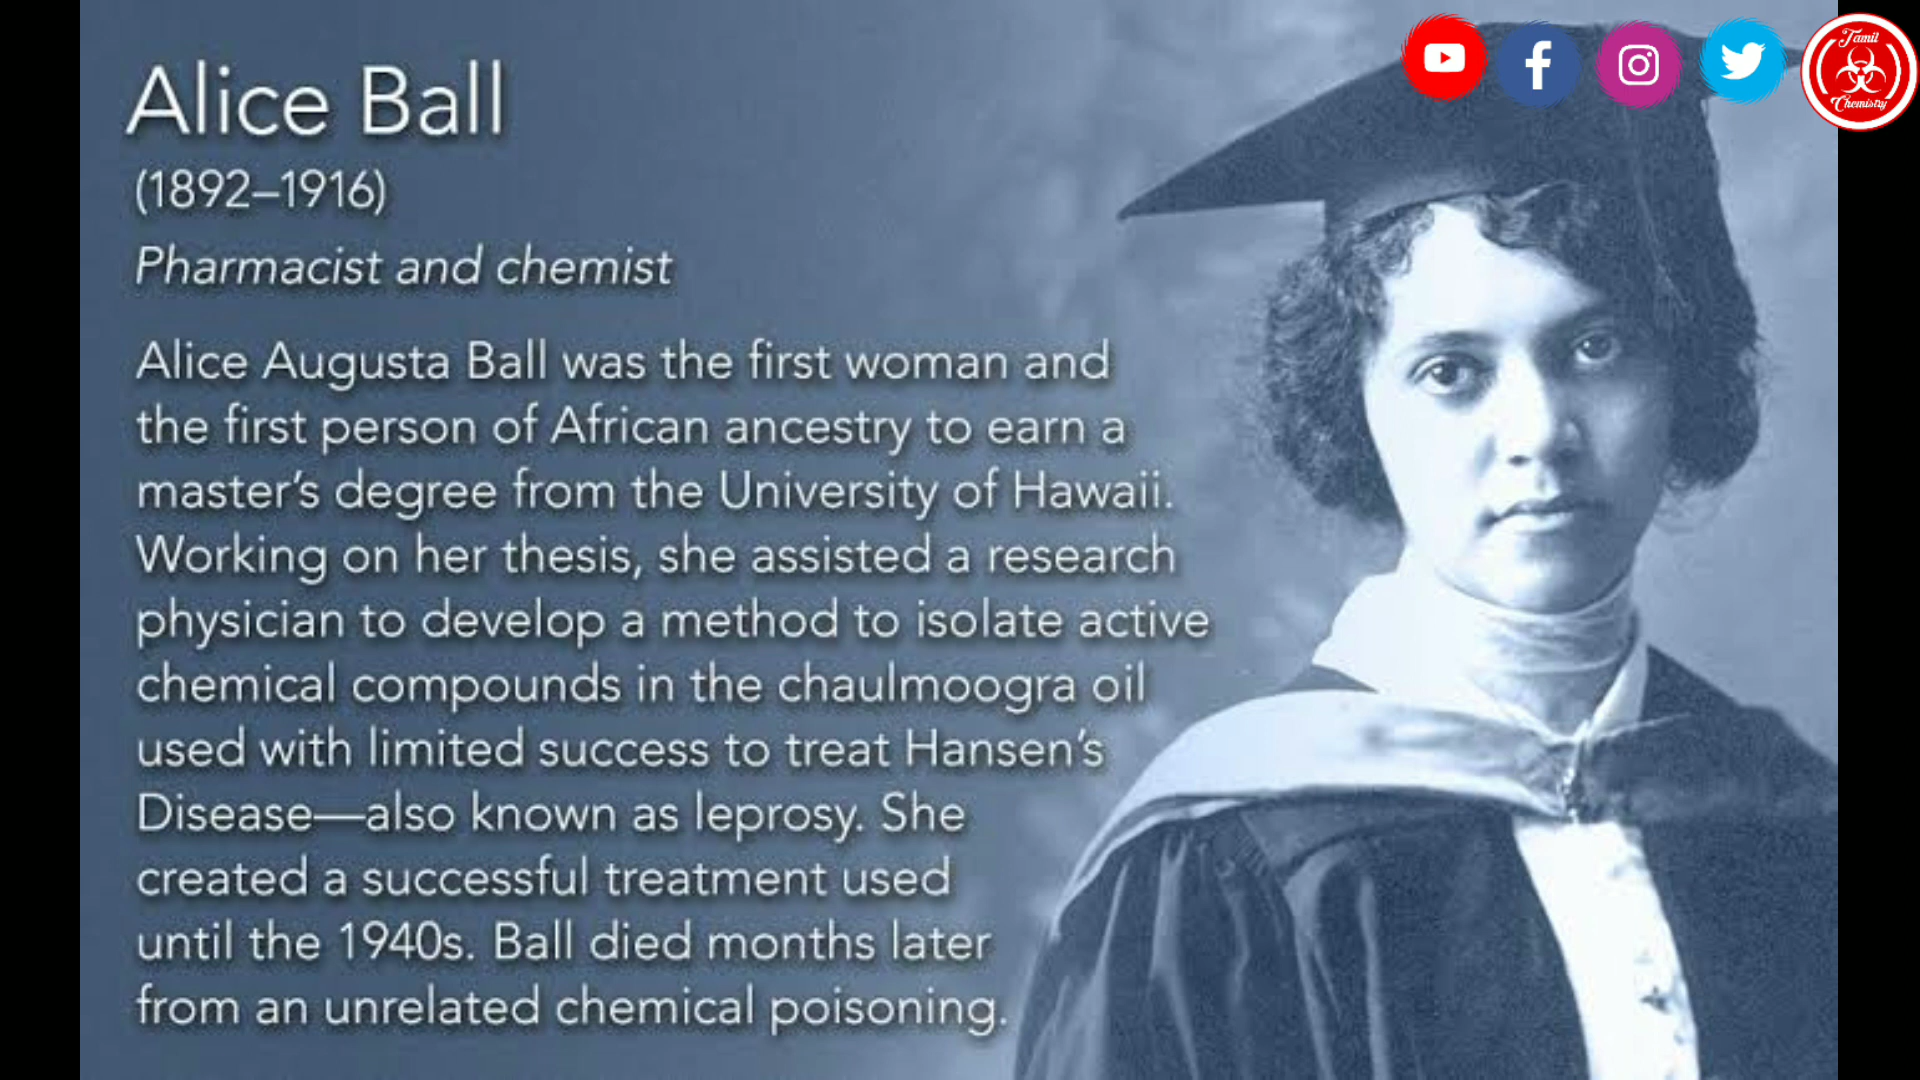 Alice Ball
(1892–1916)
Pharmacist and chemist
Alice Augusta Ball was the first woman and
the first person of African ancestry to earn a
master’s degree from the University of Hawaii.
Working on her thesis, she assisted a research
physician to develop a method to isolate active
chemical compounds in the chaulmoogra oil
used with limited success to treat Hansen’s
Disease—also known as leprosy. She
created a successful treatment used
until the 1940s. Ball died months later
from an unrelated chemical poisoning.
Tamil
Chemistry